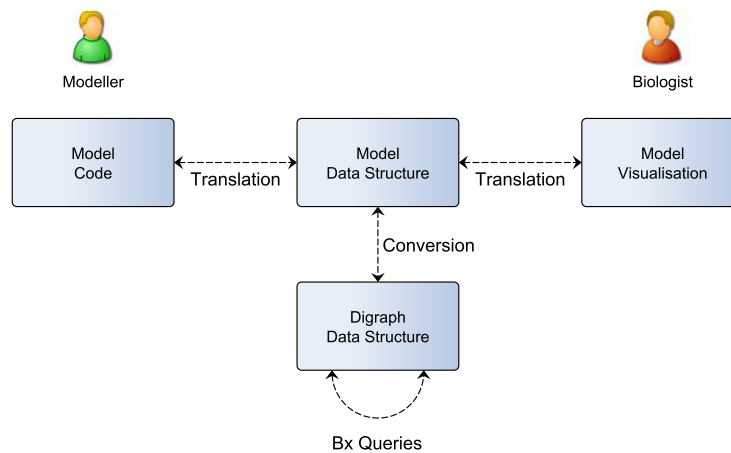 Modeller
Biologist
Model
Code
Translation
Model
Data Structure
Translation
Model
Visualisation
Conversion
Digraph
Data Structure
Bx Queries